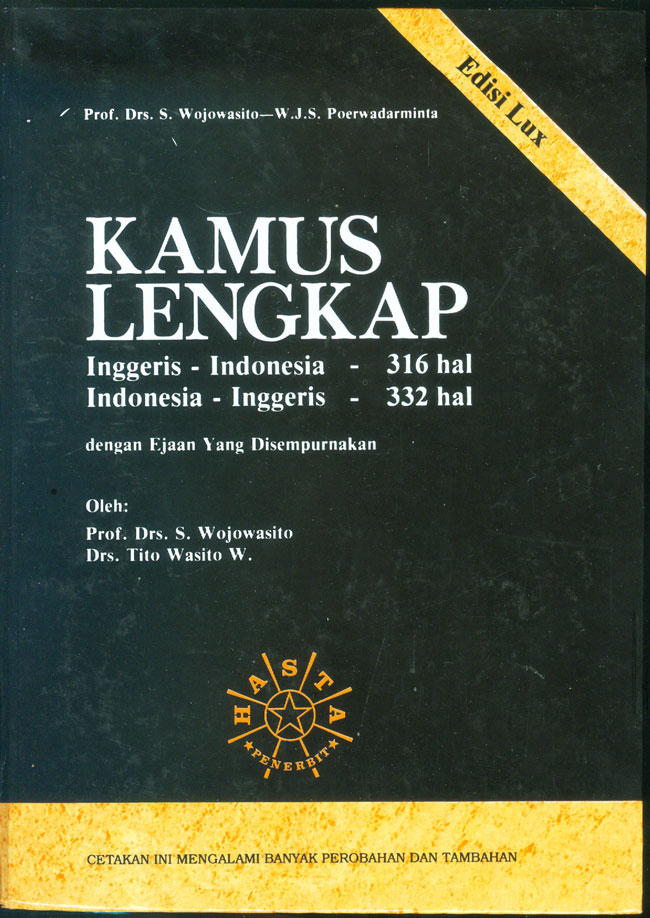 Edisi Lux
Prof. Drs. S. Wojowasito—W.J.S. Poerwadarminta
KAMUS
LENGKAP
Inggeris - Indonesia - 316 hal
Indonesia - Inggeris - 332 hal
dengan Ejaan Yang Disempurnakan
Oleh:
Prof. Drs. S. Wojowasito
Drs. Tito Wasito W.
HASTA
PENERBIT
CETAKAN INI MENGALAMI BANYAK PEROBAHAN DAN TAMBAHAN